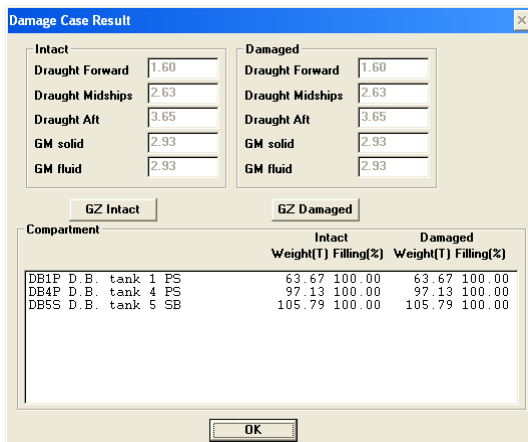 Damage Case Result
Intact
Draught Forward 1.60
Draught Midships 2.63
Draught Aft 3.65
GM solid 2.93
GM fluid 2.93
Damaged
Draught Forward 1.60
Draught Midships 2.63
Draught Aft 3.65
GM solid 2.93
GM fluid 2.93
GZ Intact GZ Damaged
Compartment
Intact Damaged
Weight(T) Filling(%) Weight(T) Filling(%)
DB1P D.B. tank 1 PS 63.67 100.00 63.67 100.00
DB4P D.B. tank 4 PS 97.13 100.00 97.13 100.00
DB5S D.B. tank 5 SB 105.79 100.00 105.79 100.00
OK